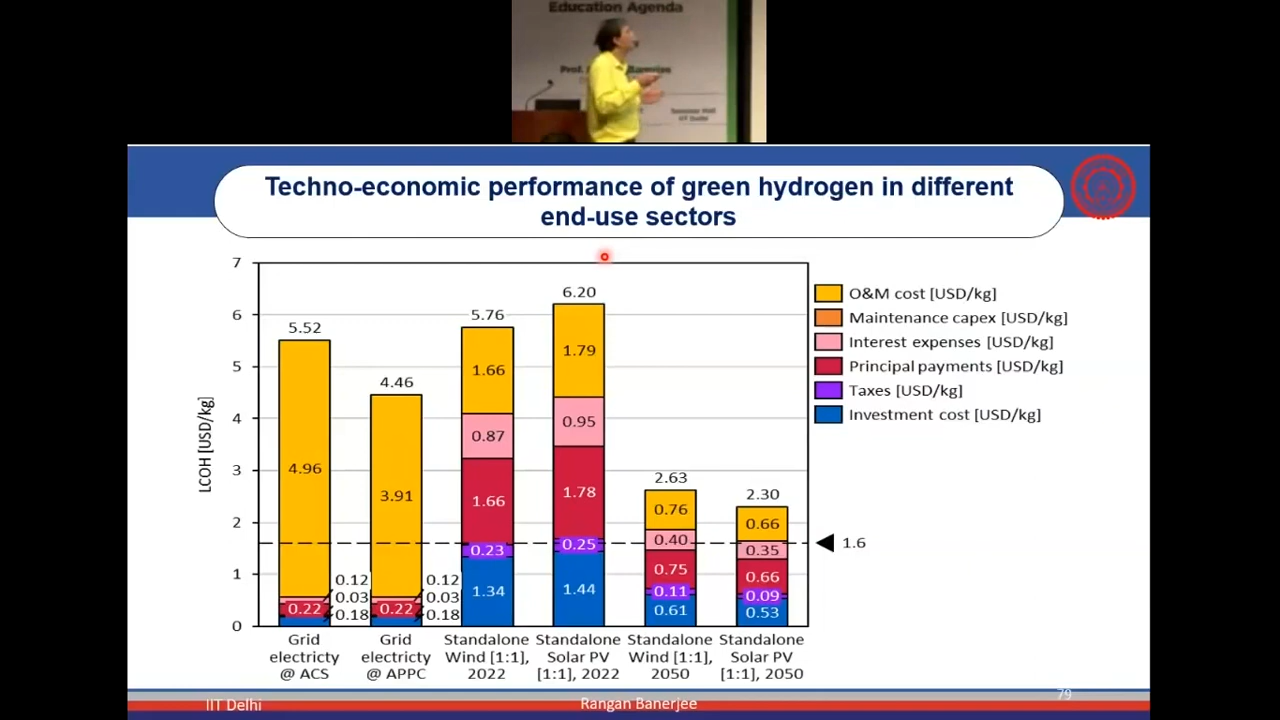 Education Agenda
Prof.
Techno-economic performance of green hydrogen in different
end-use sectors
7
6
5
4
3
2
1
0
LCOH [USD/kg]
5.52
4.96
0.12
0.03
0.22
0.18
4.46
3.91
0.12
0.03
0.22
0.18
5.76
1.66
0.87
1.66
0.23
1.34
6.20
1.79
0.95
1.78
0.25
1.44
2.63
0.76
0.40
0.75
0.11
0.61
2.30
0.66
0.35
0.66
0.09
0.53
1.6
O&M cost [USD/kg]
Maintenance capex [USD/kg]
Interest expenses [USD/kg]
Principal payments [USD/kg]
Taxes [USD/kg]
Investment cost [USD/kg]
Grid
electricty
@ ACS
Grid
electricty
@ APPC
Standalone
Wind [1:1],
2022
Standalone
Solar PV
[1:1], 2022
Standalone
Wind [1:1],
2050
Standalone
Solar PV
[1:1], 2050
79
IIT Delhi
Rangan Banerjee